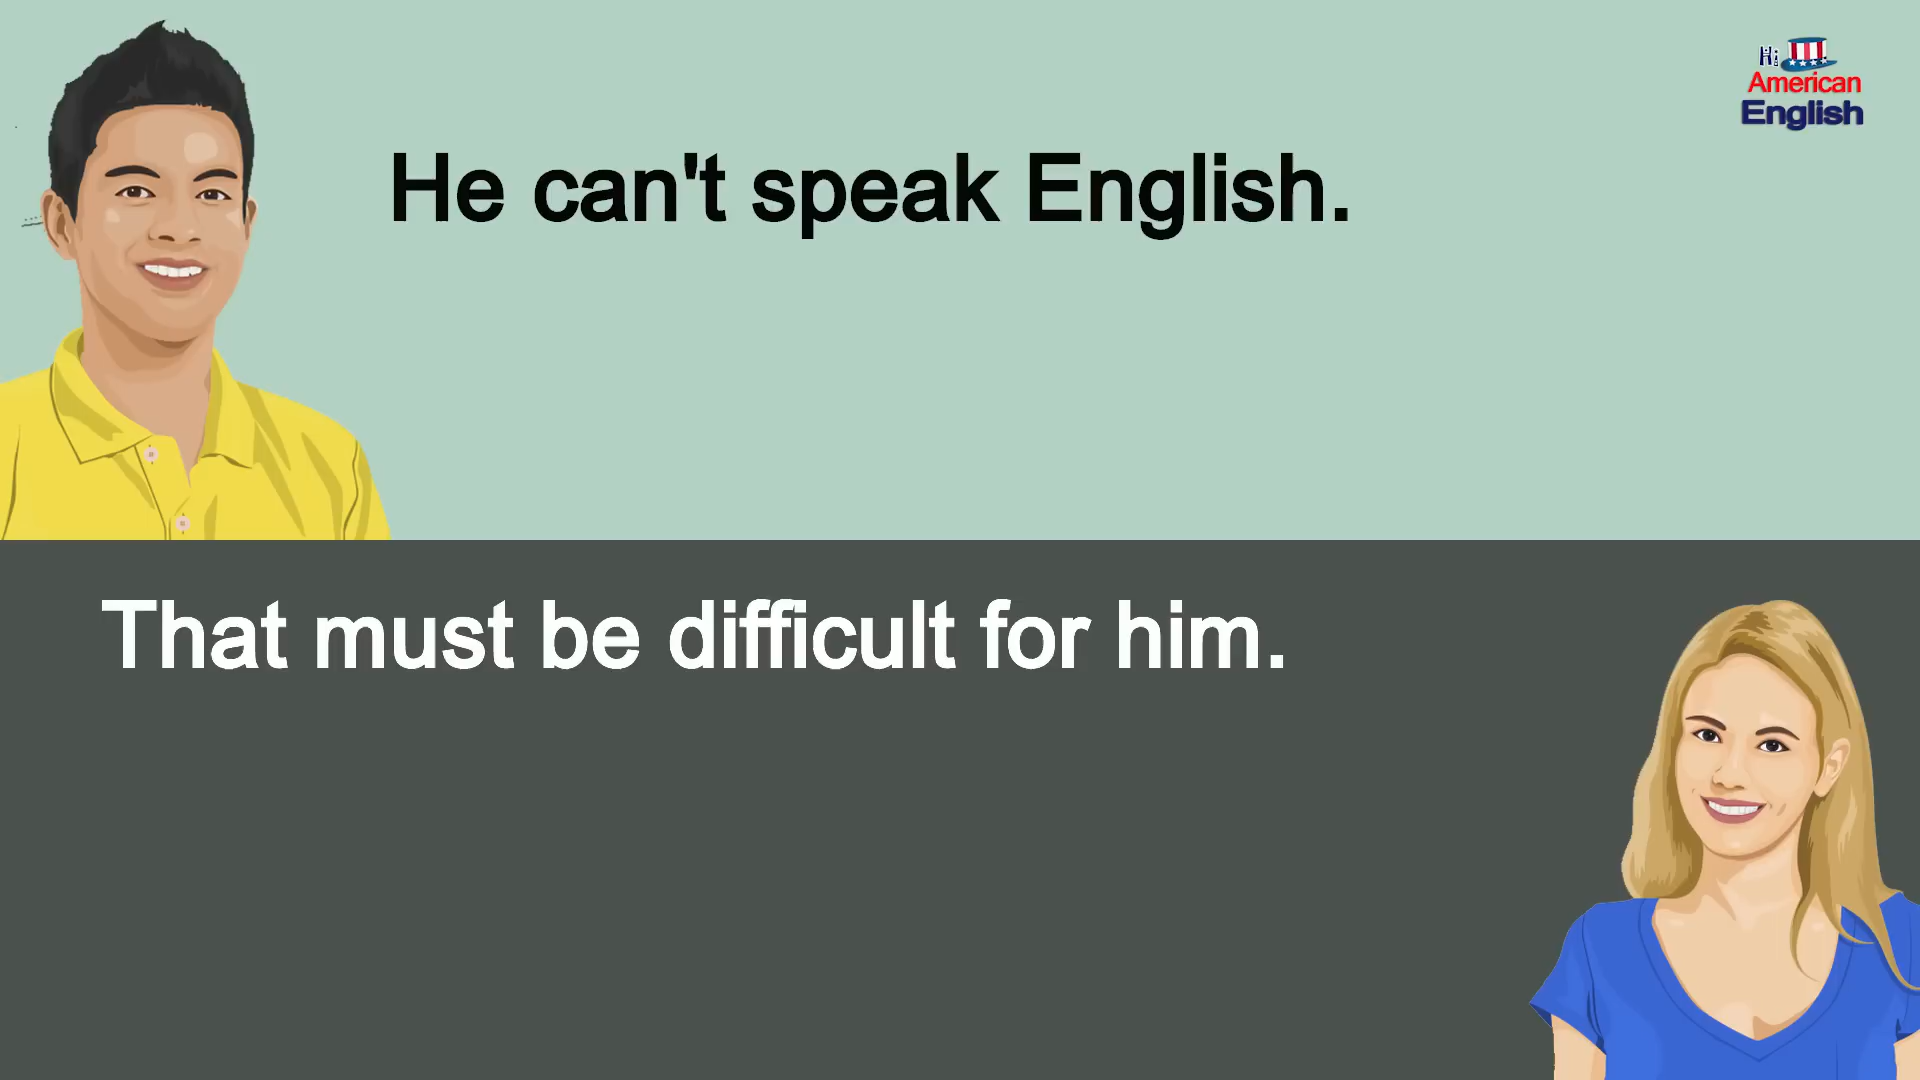 Hi
American
English
He can't speak English.
That must be difficult for him.